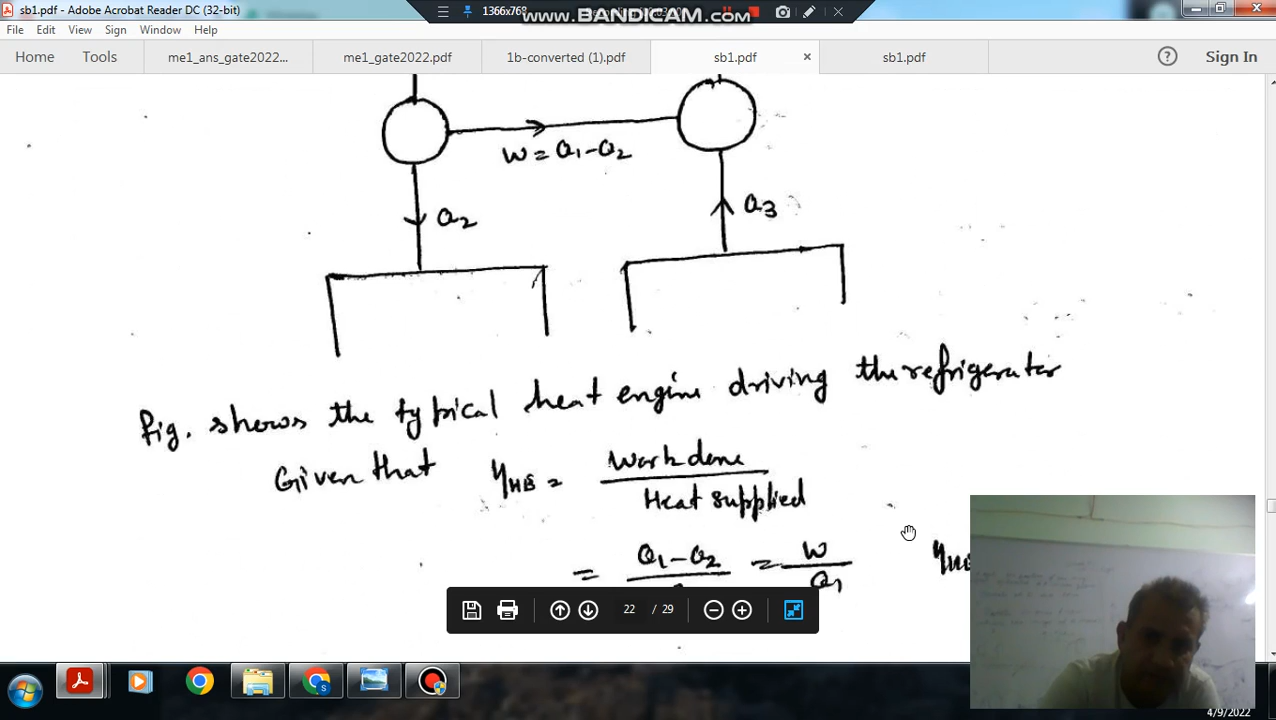 sb1.pdf - Adobe Acrobat Reader DC (32-bit)
1366x768
www.BANDICAM.com
File Edit View Sign Window Help
Home Tools me1_ans_gate2022... me1_gate2022.pdf 1b-converted (1).pdf sb1.pdf × sb1.pdf Sign In
W = Q1-Q2
Q2
Q3
Fig. shows the typical heat engine driving the refrigerator
Given that ηHE = Work done
Heat supplied
= Q1-Q2 = W
Q1
22 / 29
4/9/2022